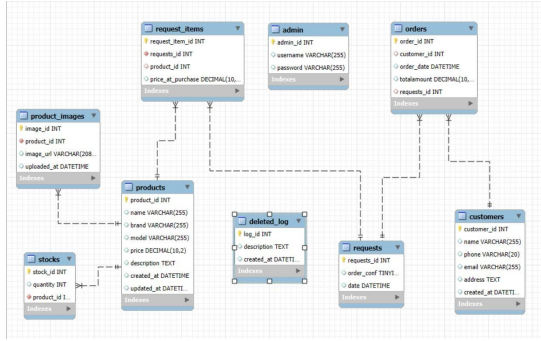 request_items
request_item_id INT
requests_id INT
product_id INT
price_at_purchase DECIMAL(10,...
Indexes
admin
admin_id INT
username VARCHAR(255)
password VARCHAR(255)
Indexes
orders
order_id INT
customer_id INT
order_date DATETIME
totalamount DECIMAL(10,...
requests_id INT
Indexes
product_images
image_id INT
product_id INT
image_url VARCHAR(208...
uploaded_at DATETIME
Indexes
products
product_id INT
name VARCHAR(255)
brand VARCHAR(255)
model VARCHAR(255)
price DECIMAL(10,2)
description TEXT
created_at DATETIME
updated_at DATETI...
Indexes
deleted_log
log_id INT
description TEXT
created_at DATETI...
Indexes
customers
customer_id INT
name VARCHAR(255)
phone VARCHAR(20)
email VARCHAR(255)
address TEXT
created_at DATETIME
Indexes
stocks
stock_id INT
quantity INT
product_id I...
Indexes
requests
requests_id INT
order_conf TINYI...
date DATETIME
Indexes